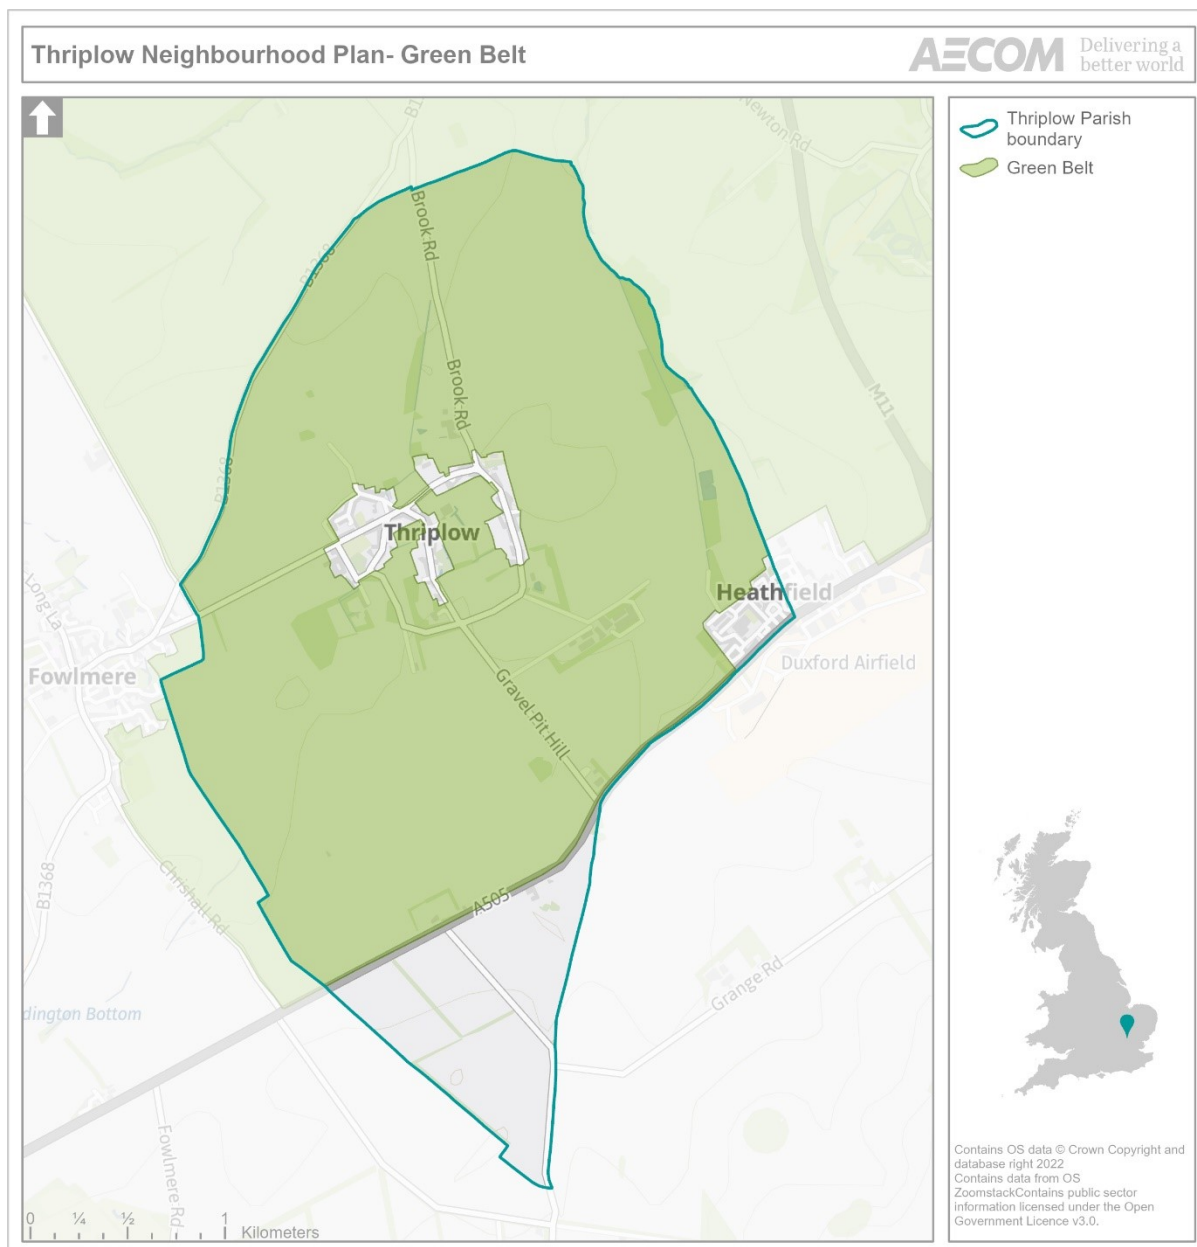 Thriplow Neighbourhood Plan- Green Belt
AECOM
Delivering a
better world
Thriplow Parish
boundary
Green Belt
B1
Newton Rd
Brook Rd
B1368
M11
Brook Rd
B1368
Thriplow
Heathfield
Long La
Fowlmere
Duxford Airfield
Gravel Pit Hill
B1368
Chrishall Rd
A505
Grange Rd
dington Bottom
Fowlmere Rd
0 ¼ ½ 1
Kilometers
Contains OS data © Crown Copyright and
database right 2022
Contains data from OS
ZoomstackContains public sector
information licensed under the Open
Government Licence v3.0.